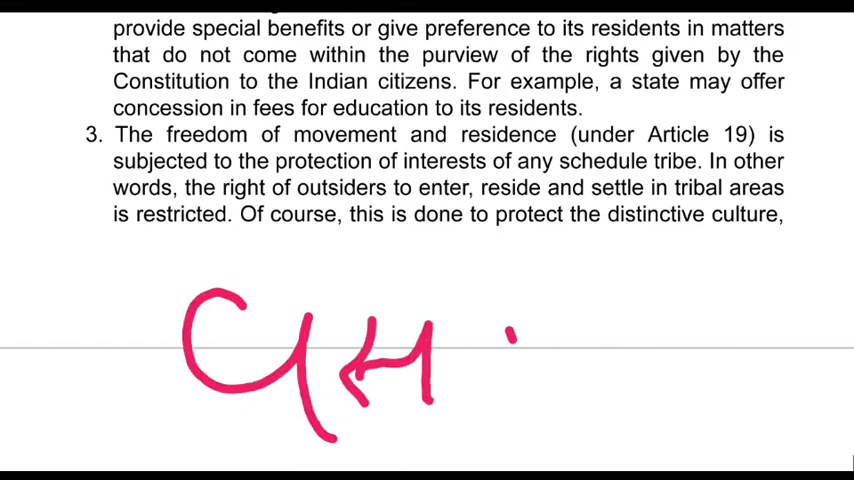 provide special benefits or give preference to its residents in matters
that do not come within the purview of the rights given by the
Constitution to the Indian citizens. For example, a state may offer
concession in fees for education to its residents.
3. The freedom of movement and residence (under Article 19) is
subjected to the protection of interests of any schedule tribe. In other
words, the right of outsiders to enter, reside and settle in tribal areas
is restricted. Of course, this is done to protect the distinctive culture,